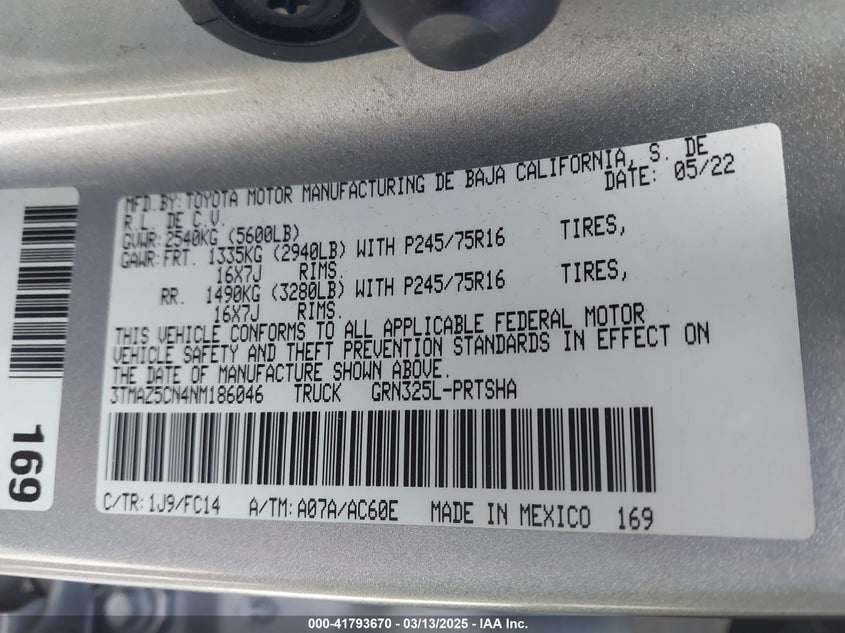 MFD.BY:TOYOTA MOTOR MANUFACTURING DE BAJA CALIFORNIA, S. DE
R.L. DE C.V. DATE: 05/22
GVWR:2540KG (5600LB)
GAWR:FRT. 1335KG (2940LB) WITH P245/75R16 TIRES,
16X7J RIMS.
RR. 1490KG (3280LB) WITH P245/75R16 TIRES,
16X7J RIMS.
THIS VEHICLE CONFORMS TO ALL APPLICABLE FEDERAL MOTOR
VEHICLE SAFETY AND THEFT PREVENTION STANDARDS IN EFFECT ON
THE DATE OF MANUFACTURE SHOWN ABOVE.
3TMAZ5CN4NM186046 TRUCK GRN325L-PRTSHA
C/TR:1J9/FC14 A/TM:A07A/AC60E MADE IN MEXICO 169
169
000-41793670 | 03/13/2025 - IAA Inc.